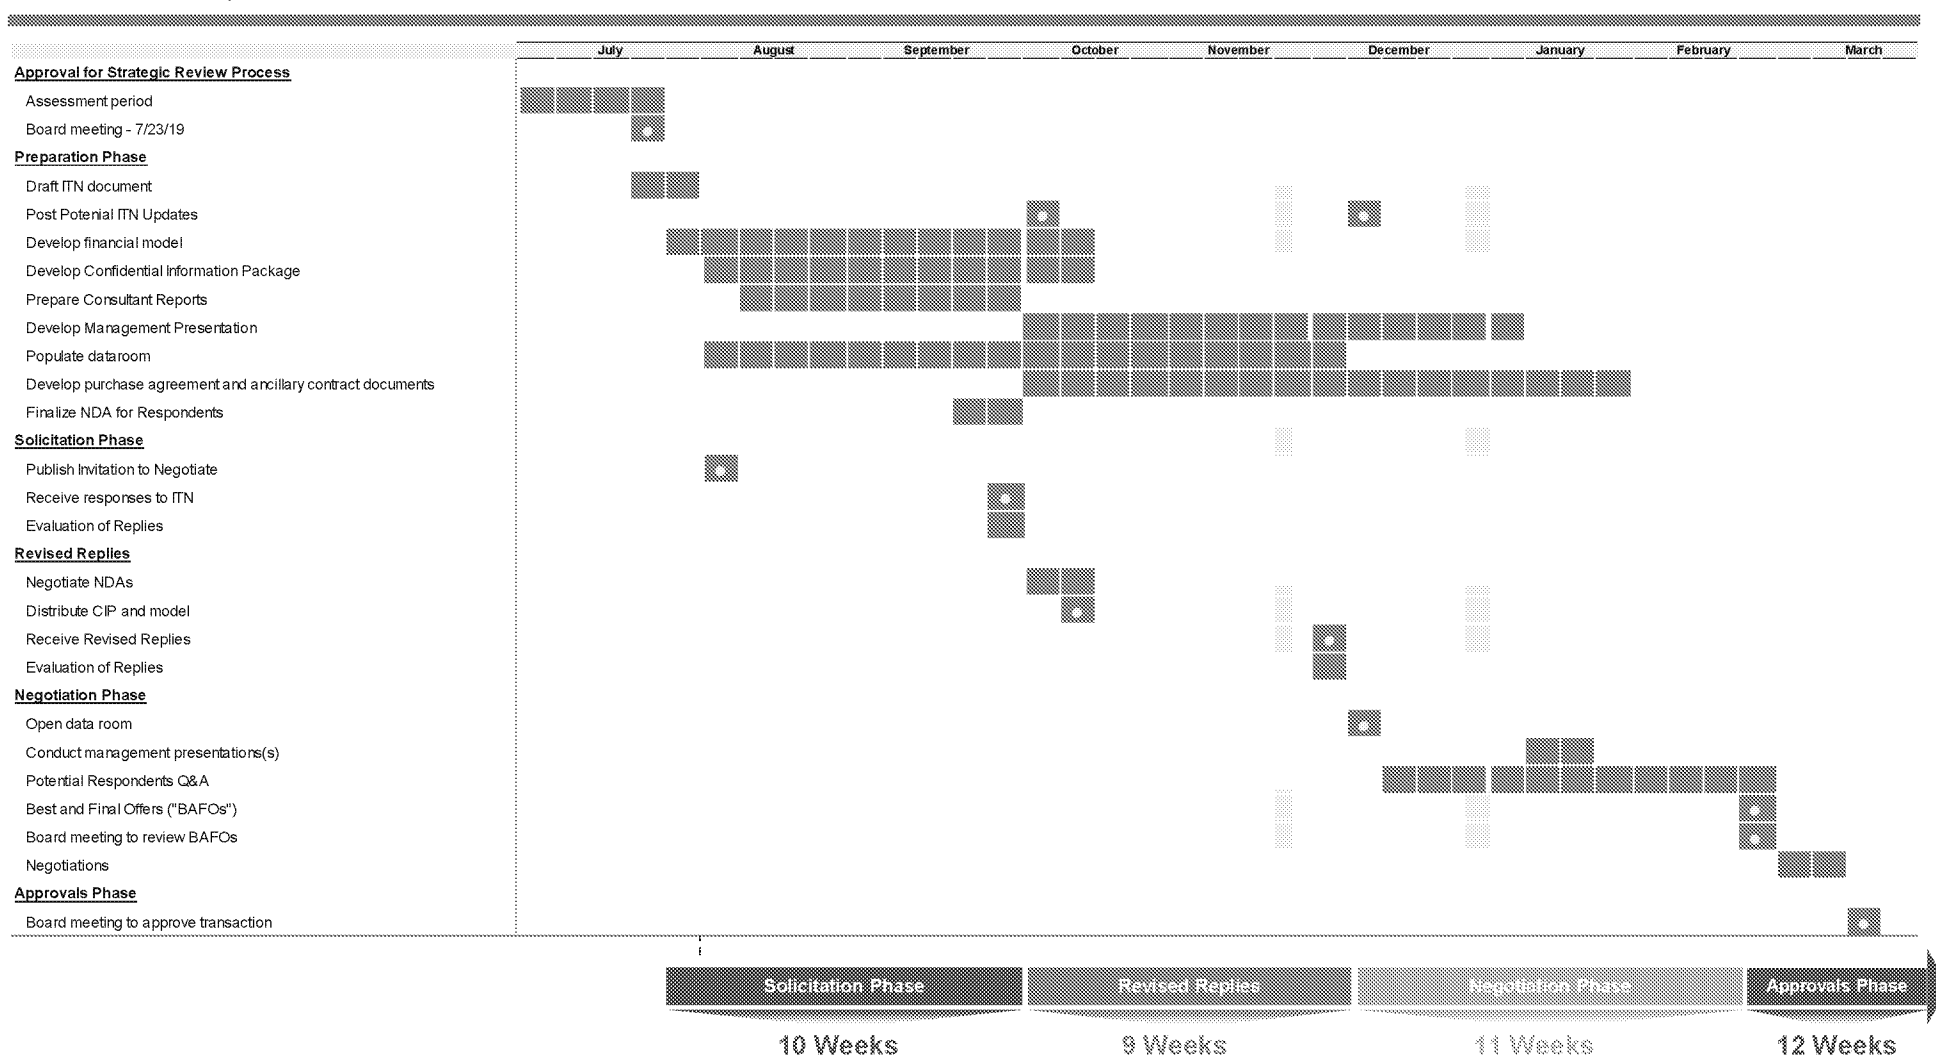 July August September October November December January February March
Approval for Strategic Review Process
Assessment period
Board meeting - 7/23/19
Preparation Phase
Draft ITN document
Post Potenial ITN Updates
Develop financial model
Develop Confidential Information Package
Prepare Consultant Reports
Develop Management Presentation
Populate dataroom
Develop purchase agreement and ancillary contract documents
Finalize NDA for Respondents
Solicitation Phase
Publish Invitation to Negotiate
Receive responses to ITN
Evaluation of Replies
Revised Replies
Negotiate NDAs
Distribute CIP and model
Receive Revised Replies
Evaluation of Replies
Negotiation Phase
Open data room
Conduct management presentations(s)
Potential Respondents Q&A
Best and Final Offers ("BAFOs")
Board meeting to review BAFOs
Negotiations
Approvals Phase
Board meeting to approve transaction
Solicitation Phase Revised Replies Negotiation Phase Approvals Phase
10 Weeks 9 Weeks 11 Weeks 12 Weeks